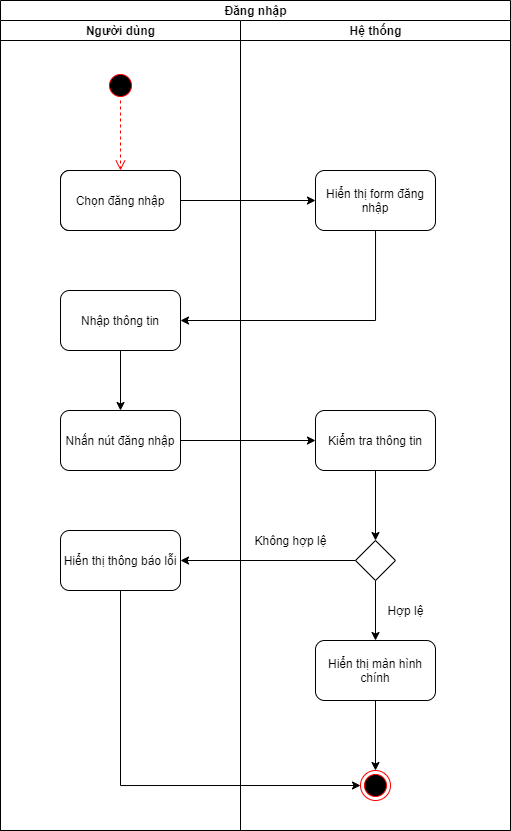 Đăng nhập
Người dùng
Hệ thống
Chọn đăng nhập
Hiển thị form đăng
nhập
Nhập thông tin
Nhấn nút đăng nhập
Kiểm tra thông tin
Không hợp lệ
Hiển thị thông báo lỗi
Hợp lệ
Hiển thị màn hình
chính